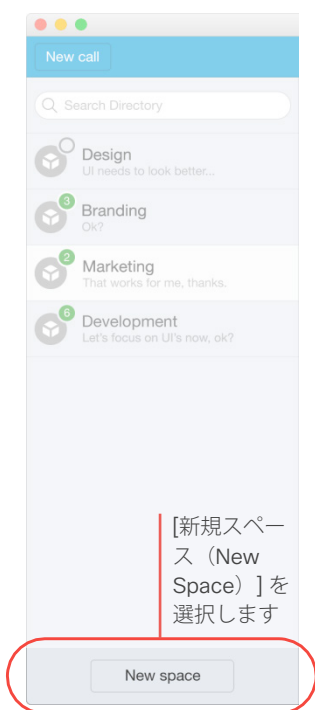 New call
Search Directory
Design
UI needs to look better...
3
Branding
Ok?
2
Marketing
That works for me, thanks.
6
Development
Let's focus on UI's now, ok?
[新規スペー
ス（New
Space）] を
選択します
New space